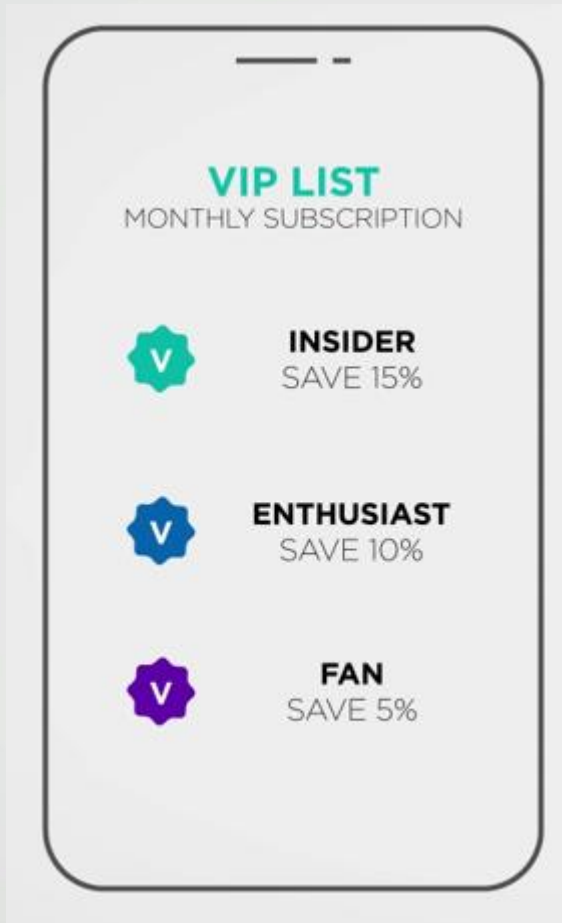 VIP LIST
MONTHLY SUBSCRIPTION
V
INSIDER
SAVE 15%
V
ENTHUSIAST
SAVE 10%
V
FAN
SAVE 5%